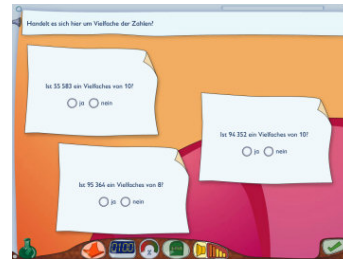 Handelt es sich hier um Vielfache der Zahlen?
Ist 35 583 ein Vielfaches von 10?
ja nein
Ist 94 352 ein Vielfaches von 10?
ja nein
Ist 95 364 ein Vielfaches von 8?
ja nein